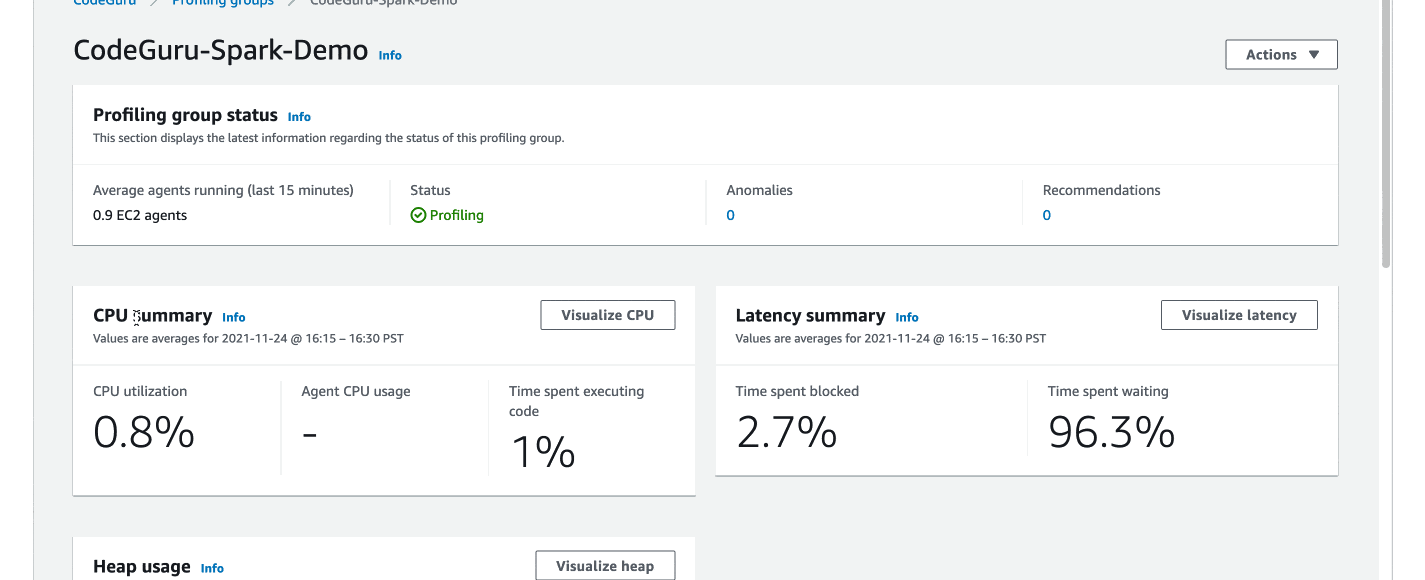 CodeGuru / Profiling groups / CodeGuru-Spark-Demo
CodeGuru-Spark-Demo Info
Actions
Profiling group status Info
This section displays the latest information regarding the status of this profiling group.
Average agents running (last 15 minutes)
0.9 EC2 agents
Status
Profiling
Anomalies
0
Recommendations
0
CPU Summary Info
Visualize CPU
Values are averages for 2021-11-24 @ 16:15 – 16:30 PST
CPU utilization
0.8%
Agent CPU usage
-
Time spent executing
code
1%
Latency summary Info
Visualize latency
Values are averages for 2021-11-24 @ 16:15 – 16:30 PST
Time spent blocked
2.7%
Time spent waiting
96.3%
Heap usage Info
Visualize heap